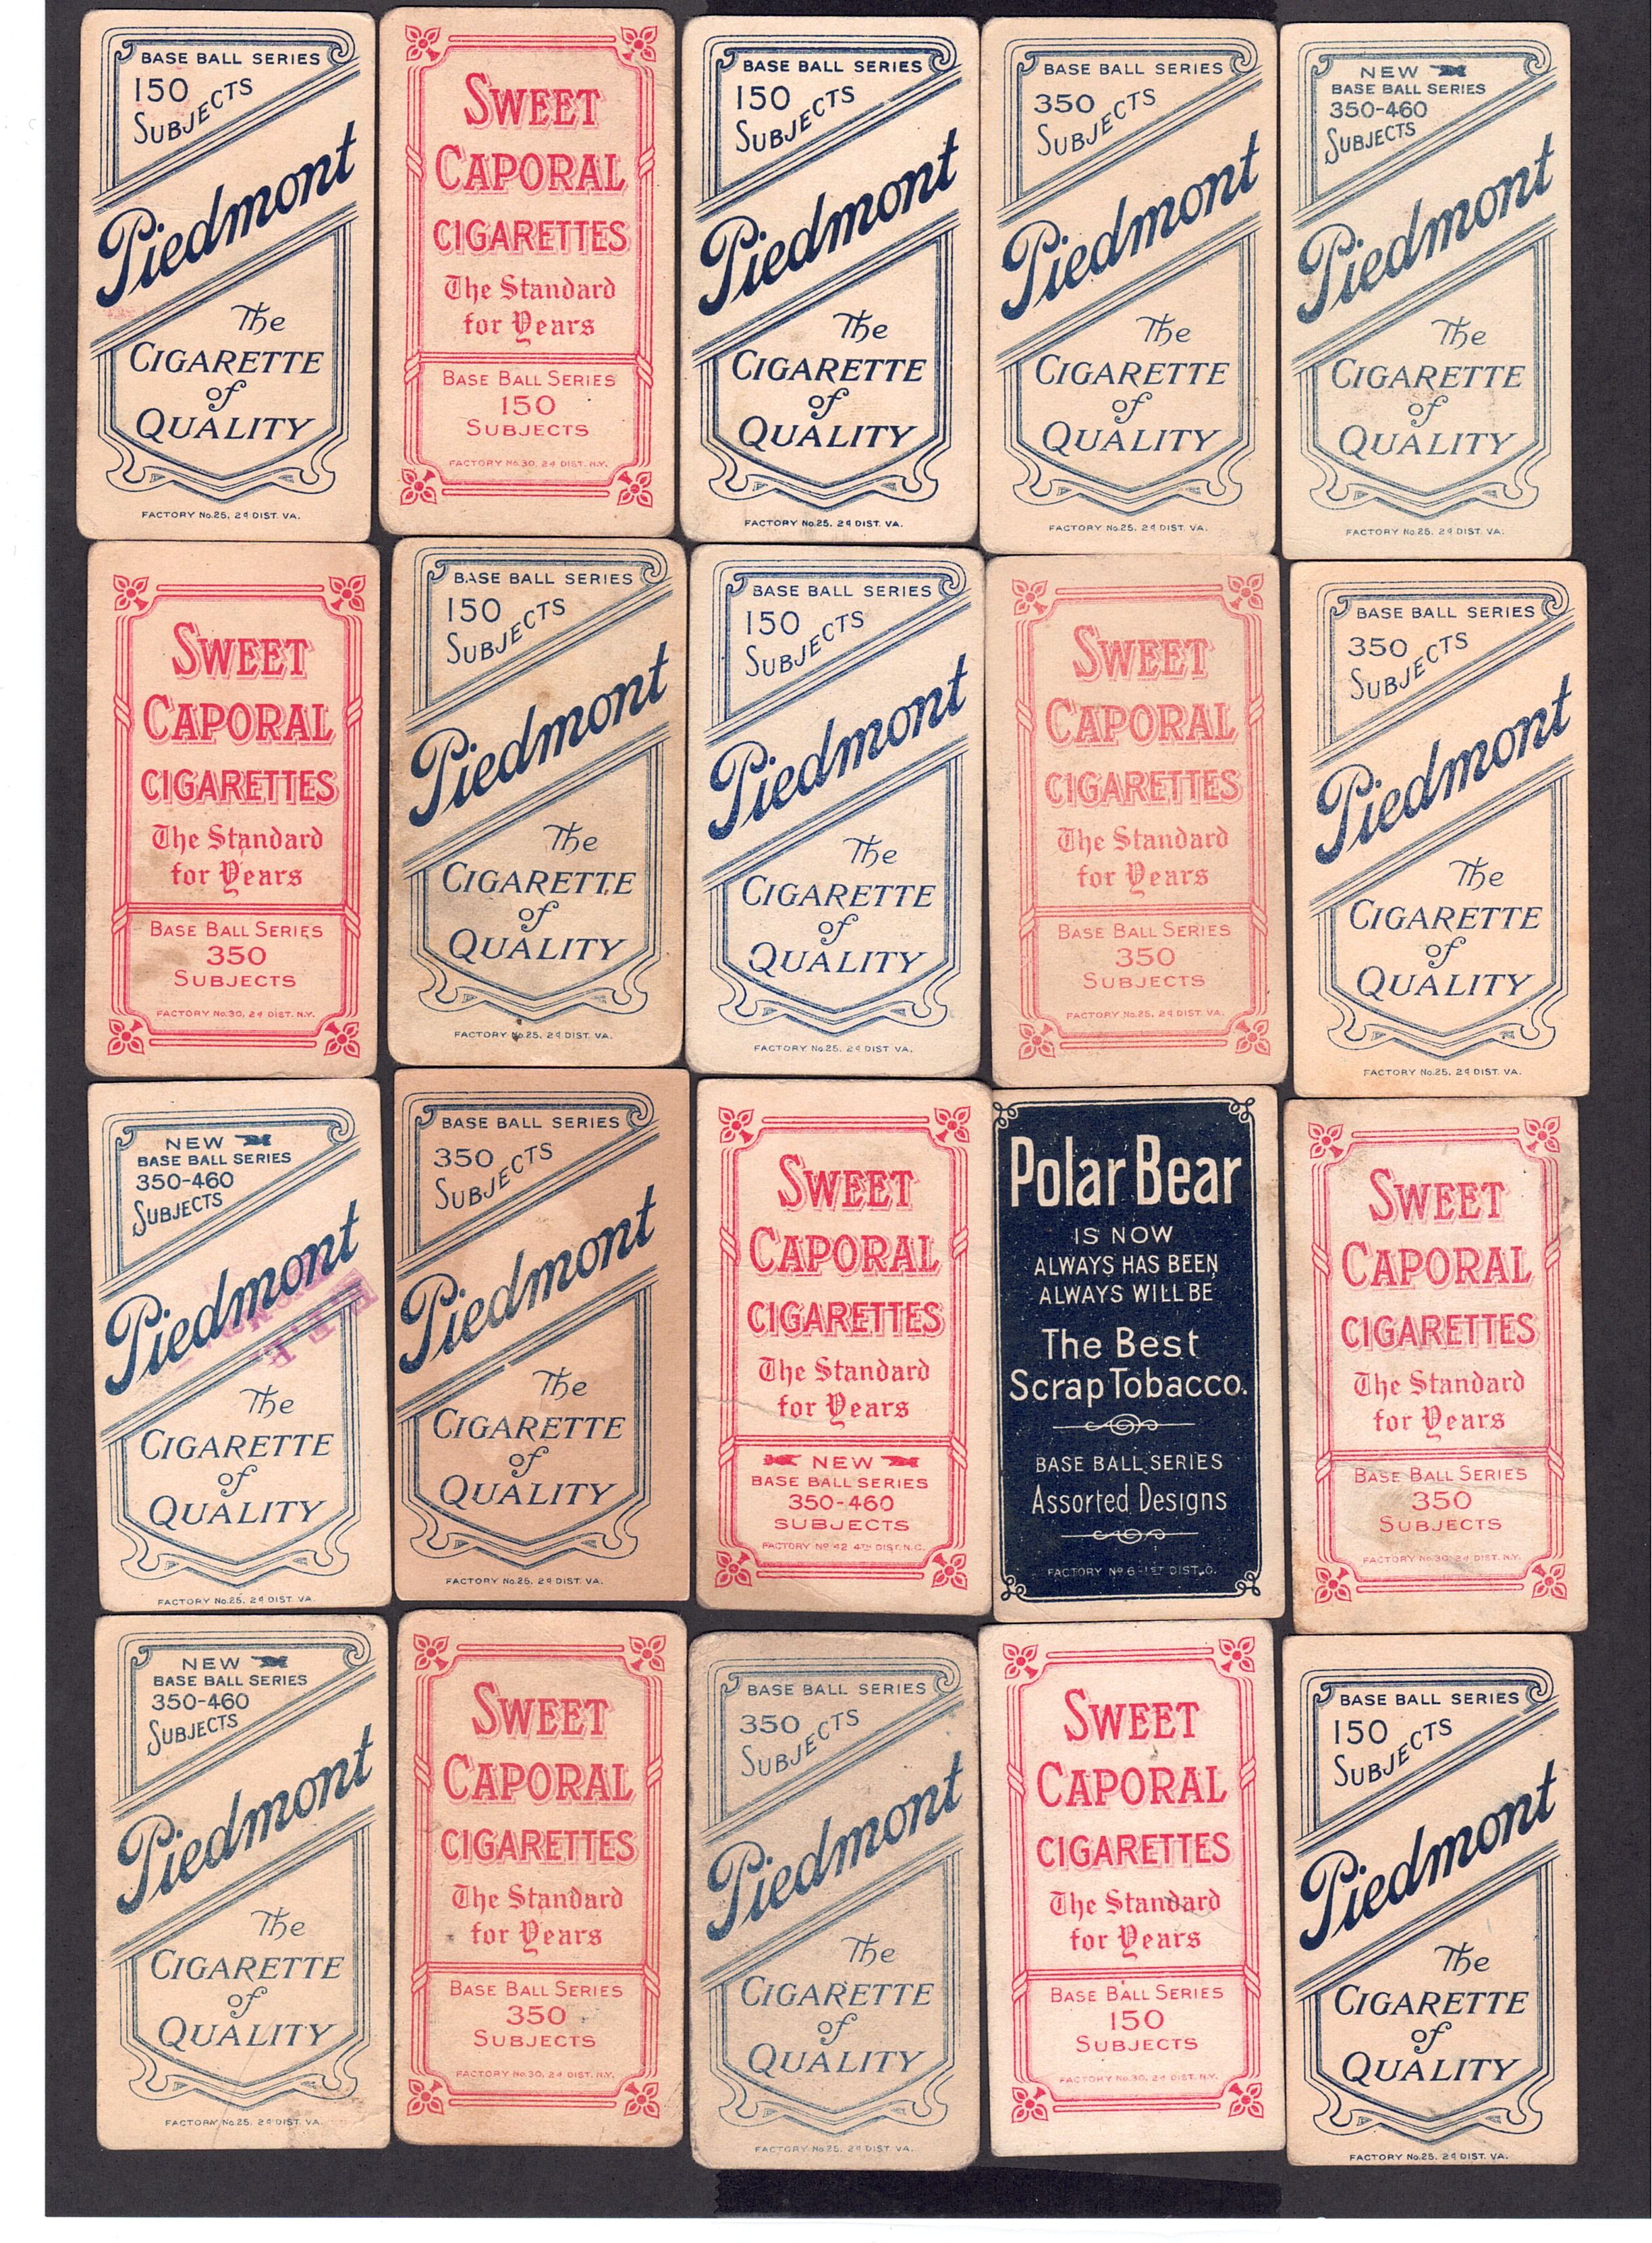 BASE BALL SERIES
150
SUBJECTS
Piedmont
The
CIGARETTE
of
QUALITY
FACTORY No.25, 2d DIST. VA.
SWEET
CAPORAL
CIGARETTES
The Standard
for Years
BASE BALL SERIES
150
SUBJECTS
FACTORY No.30, 2d DIST. N.Y.
BASE BALL SERIES
150
SUBJECTS
Piedmont
The
CIGARETTE
of
QUALITY
FACTORY No.25, 2d DIST. VA.
BASE BALL SERIES
350
SUBJECTS
Piedmont
The
CIGARETTE
of
QUALITY
FACTORY No.25, 2d DIST. VA.
NEW
BASE BALL SERIES
350-460
SUBJECTS
Piedmont
The
CIGARETTE
of
QUALITY
FACTORY No.25, 2d DIST. VA.
SWEET
CAPORAL
CIGARETTES
The Standard
for Years
BASE BALL SERIES
350
SUBJECTS
FACTORY No.30, 2d DIST. N.Y.
BASE BALL SERIES
150
SUBJECTS
Piedmont
The
CIGARETTE
of
QUALITY
FACTORY No.25, 2d DIST. VA.
BASE BALL SERIES
150
SUBJECTS
Piedmont
The
CIGARETTE
of
QUALITY
FACTORY No.25, 2d DIST. VA.
SWEET
CAPORAL
CIGARETTES
The Standard
for Years
BASE BALL SERIES
350
SUBJECTS
FACTORY No.25, 2d DIST. VA.
BASE BALL SERIES
350
SUBJECTS
Piedmont
The
CIGARETTE
of
QUALITY
FACTORY No.25, 2d DIST. VA.
NEW
BASE BALL SERIES
350-460
SUBJECTS
Piedmont
The
CIGARETTE
of
QUALITY
FACTORY No.25, 2d DIST. VA.
BASE BALL SERIES
350
SUBJECTS
Piedmont
The
CIGARETTE
of
QUALITY
FACTORY No.25, 2d DIST. VA.
SWEET
CAPORAL
CIGARETTES
The Standard
for Years
NEW
BASE BALL SERIES
350-460
SUBJECTS
FACTORY No 42 4TH DIST. N.C.
Polar Bear
IS NOW
ALWAYS HAS BEEN
ALWAYS WILL BE
The Best
Scrap Tobacco.
BASE BALL SERIES
Assorted Designs
FACTORY No 6-1ST DIST. O.
SWEET
CAPORAL
CIGARETTES
The Standard
for Years
BASE BALL SERIES
350
SUBJECTS
FACTORY No.30, 2d DIST. N.Y.
NEW
BASE BALL SERIES
350-460
SUBJECTS
Piedmont
The
CIGARETTE
of
QUALITY
FACTORY No.25, 2d DIST. VA.
SWEET
CAPORAL
CIGARETTES
The Standard
for Years
BASE BALL SERIES
350
SUBJECTS
FACTORY No.30, 2d DIST. N.Y.
BASE BALL SERIES
350
SUBJECTS
Piedmont
The
CIGARETTE
of
QUALITY
FACTORY No.25, 2d DIST. VA.
SWEET
CAPORAL
CIGARETTES
The Standard
for Years
BASE BALL SERIES
150
SUBJECTS
FACTORY No.30, 2d DIST. N.Y.
BASE BALL SERIES
150
SUBJECTS
Piedmont
The
CIGARETTE
of
QUALITY
FACTORY No.25, 2d DIST. VA.